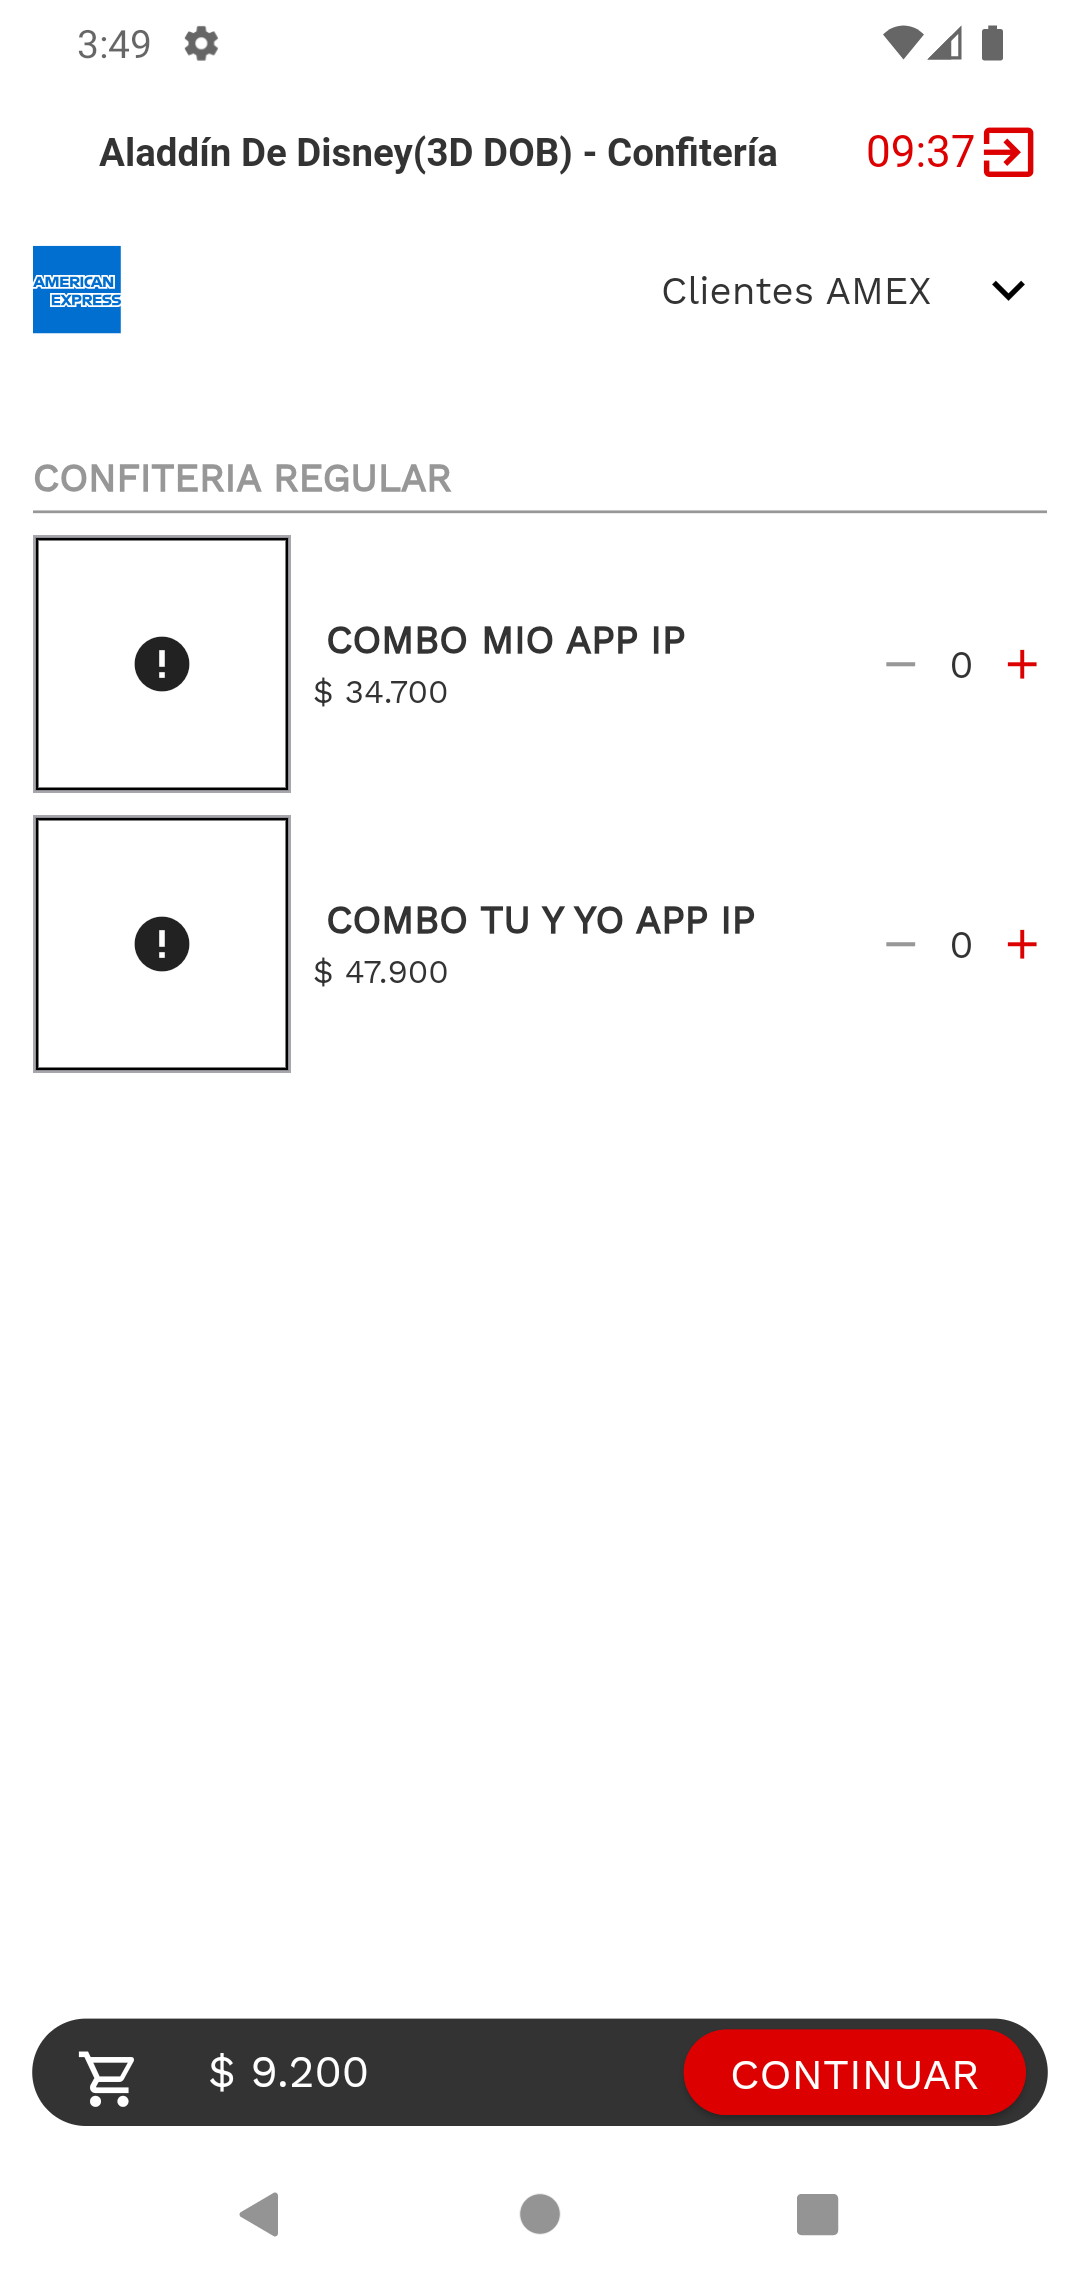 3:49
Aladdín De Disney(3D DOB) - Confitería
09:37
AMERICAN
EXPRESS
Clientes AMEX
CONFITERIA REGULAR
COMBO MIO APP IP
$ 34.700
0
COMBO TU Y YO APP IP
$ 47.900
0
$ 9.200
CONTINUAR